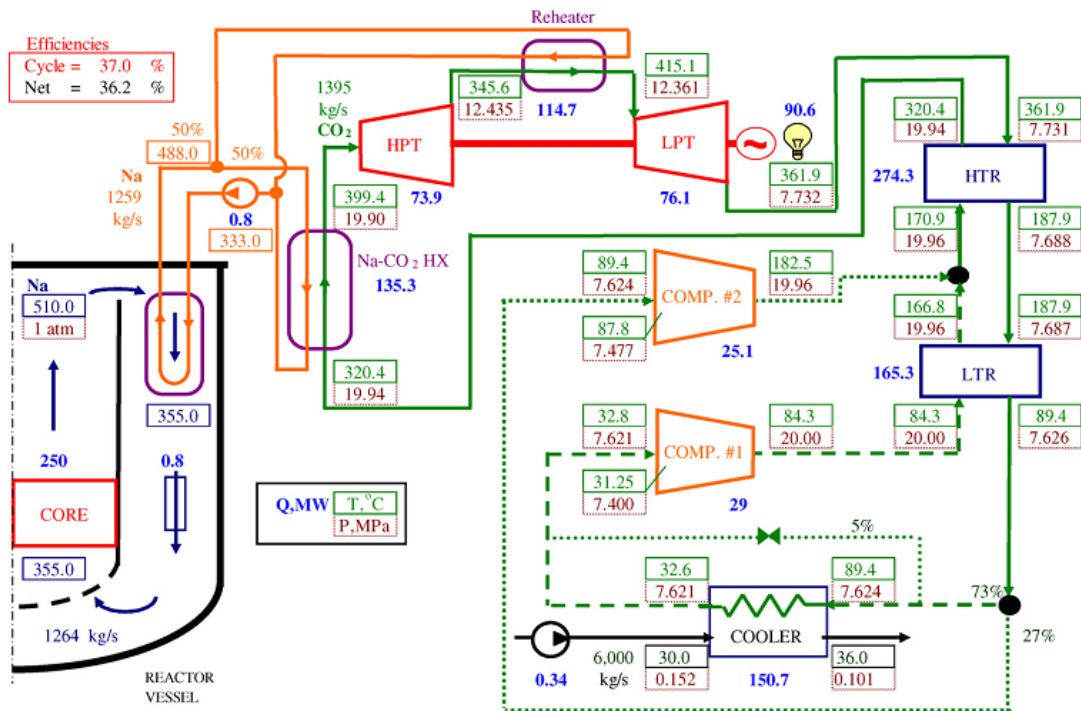 Efficiencies
Cycle = 37.0 %
Net = 36.2 %
Reheater
114.7
345.6
12.435
415.1
12.361
1395
kg/s
CO2
HPT
73.9
LPT
76.1
~
90.6
361.9
7.732
320.4
19.94
361.9
7.731
274.3
HTR
170.9
19.96
187.9
7.688
50%
488.0
50%
Na
1259
kg/s
0.8
333.0
399.4
19.90
Na-CO2 HX
135.3
320.4
19.94
89.4
7.624
COMP. #2
182.5
19.96
87.8
7.477
25.1
166.8
19.96
187.9
7.687
165.3
LTR
Na
510.0
1 atm
355.0
250
0.8
CORE
355.0
1264 kg/s
REACTOR
VESSEL
Q,MW
T,°C
P,MPa
32.8
7.621
COMP. #1
84.3
20.00
84.3
20.00
89.4
7.626
31.25
7.400
29
5%
32.6
7.621
89.4
7.624
73%
27%
COOLER
0.34
6,000
kg/s
30.0
0.152
150.7
36.0
0.101